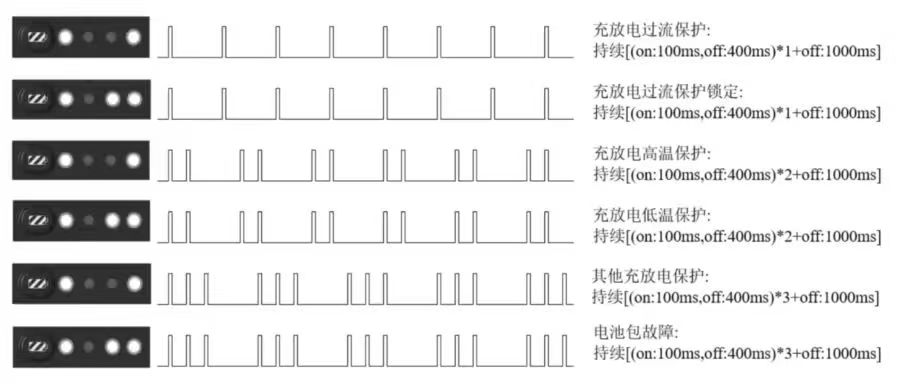 充放电过流保护:
持续[(on:100ms,off:400ms)*1+off:1000ms]
充放电过流保护锁定:
持续[(on:100ms,off:400ms)*1+off:1000ms]
充放电高温保护:
持续[(on:100ms,off:400ms)*2+off:1000ms]
充放电低温保护:
持续[(on:100ms,off:400ms)*2+off:1000ms]
其他充放电保护:
持续[(on:100ms,off:400ms)*3+off:1000ms]
电池包故障:
持续[(on:100ms,off:400ms)*3+off:1000ms]